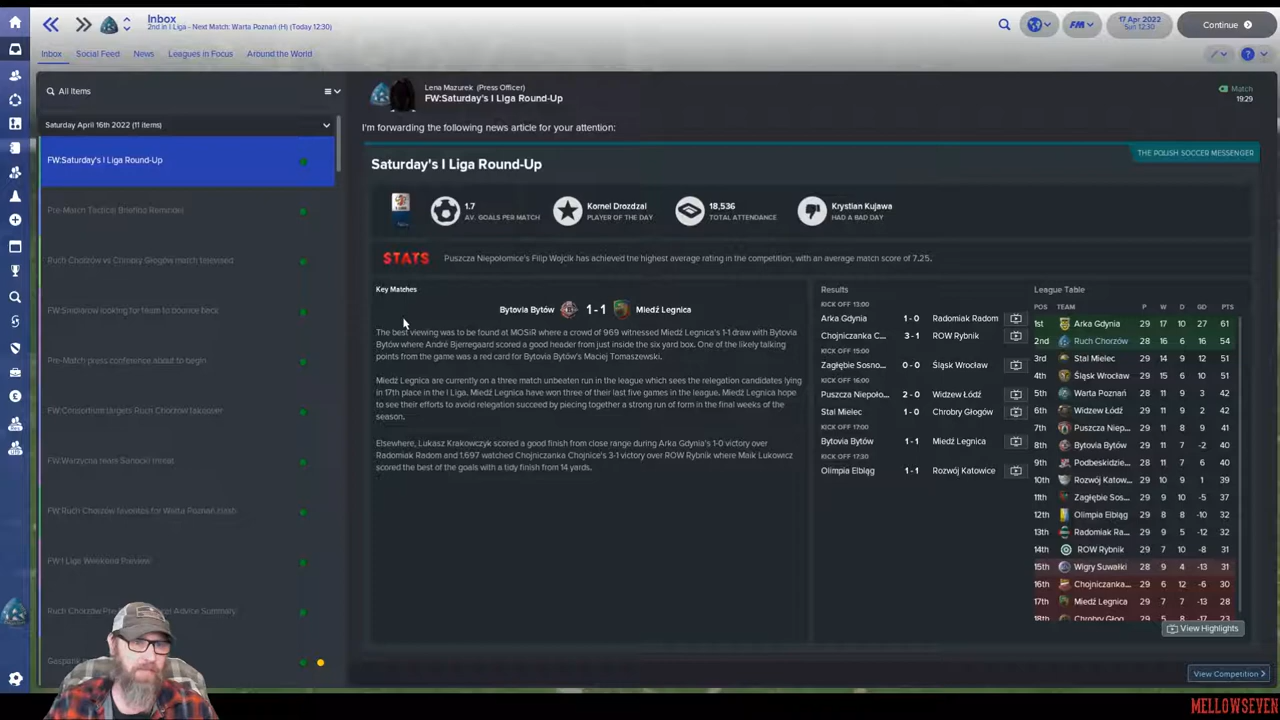 Inbox
2nd in I Liga - Next Match: Warta Poznań (H) (Today 12:30)
FM
17 Apr 2022
Sun 12:30
Continue
Inbox
Social Feed
News
Leagues in Focus
Around the World
All Items
Saturday April 16th 2022 (11 items)
FW:Saturday's I Liga Round-Up
Pre-Match Tactical Briefing Reminder
Ruch Chorzów vs Chrobry Głogów match televised
FW:Smolarow looking for team to bounce back
Pre-Match press conference about to begin
FW:Consortium targets Ruch Chorzów takeover
FW:Warzycha rears Sanocki threat
FW:Ruch Chorzów favorites for Warta Poznań
FW:I Liga Weekend Preview
Ruch Chorzów Advice Summary
Lena Mazurek (Press Officer)
FW:Saturday's I Liga Round-Up
Match
19:29
I'm forwarding the following news article for your attention:
Saturday's I Liga Round-Up
THE POLISH SOCCER MESSENGER
1.7
AV. GOALS PER MATCH
Kornel Drozdzal
PLAYER OF THE DAY
18,536
TOTAL ATTENDANCE
Krystian Kujawa
HAD A BAD DAY
STATS
Puszcza Niepołomice's Filip Wojcik has achieved the highest average rating in the competition, with an average match score of 7.25.
Key Matches
Bytovia Bytów 1 - 1 Miedź Legnica
The best viewing was to be found at MOSiR where a crowd of 969 witnessed Miedź Legnica's 1-1 draw with Bytovia
Bytów where André Bjerregaard scored a good header from just inside the six yard box. One of the likely talking
points from the game was a red card for Bytovia Bytów's Maciej Tomaszewski.
Miedź Legnica are currently on a three match unbeaten run in the league which sees the relegation candidates lying
in 17th place in the I Liga. Miedź Legnica have won three of their last five games in the league. Miedź Legnica hope
to see their efforts to avoid relegation succeed by piecing together a strong run of form in the final weeks of the
season.
Elsewhere, Lukasz Krakowczyk scored a good finish from close range during Arka Gdynia's 1-0 victory over
Radomiak Radom and 1.697 watched Chojniczanka Chojnice's 3-1 victory over ROW Rybnik where Maik Lukowicz
scored the best of the goals with a tidy finish from 14 yards.
Results
KICK OFF 13:00
Arka Gdynia 1 - 0 Radomiak Radom
Chojniczanka C... 3 - 1 ROW Rybnik
KICK OFF 15:00
Zagłębie Sosno... 0 - 0 Śląsk Wrocław
KICK OFF 16:00
Puszcza Niepoło... 2 - 0 Widzew Łódź
Stal Mielec 1 - 0 Chrobry Głogów
KICK OFF 17:00
Bytovia Bytów 1 - 1 Miedź Legnica
KICK OFF 17:30
Olimpia Elbląg 1 - 1 Rozwój Katowice
League Table
POS TEAM P W D GD PTS
1st Arka Gdynia 29 17 10 27 61
2nd Ruch Chorzów 28 16 6 16 54
3rd Stal Mielec 29 14 9 12 51
4th Śląsk Wrocław 29 15 6 10 51
5th Warta Poznań 28 11 9 3 42
6th Widzew Łódź 29 11 9 2 42
7th Puszcza Niep... 29 11 8 9 41
8th Bytovia Bytów 29 11 7 -2 40
9th Podbeskidzie... 28 11 7 6 40
10th Rozwój Katow... 29 10 9 1 39
11th Zagłębie Sos... 29 9 10 -5 37
12th Olimpia Elbląg 29 8 8 -10 32
13th Radomiak Ra... 29 9 5 -12 32
14th ROW Rybnik 29 7 10 -8 31
15th Wigry Suwałki 28 9 4 -13 31
16th Chojniczanka... 29 6 12 -6 30
17th Miedź Legnica 29 7 7 -13 28
18th Chrobry Głog... 29 5 8 -17 23
View Highlights
View Competition >
MELLOWSEVEN